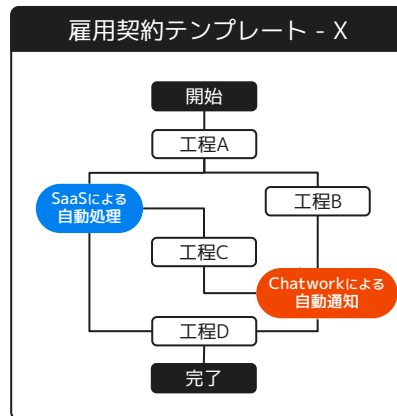 雇用契約テンプレート - X
開始
工程A
SaaSによる
自動処理
工程B
工程C
Chatworkによる
自動通知
工程D
完了